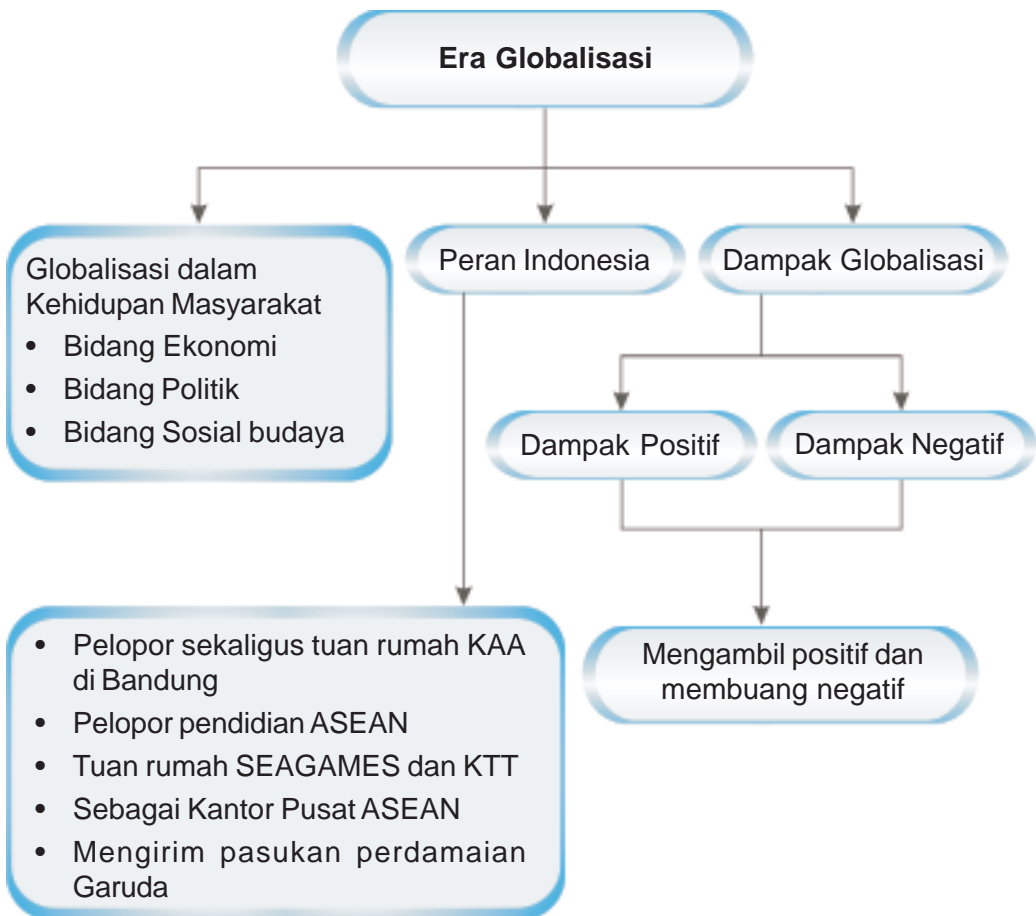 Era Globalisasi
Globalisasi dalam
Kehidupan Masyarakat
• Bidang Ekonomi
• Bidang Politik
• Bidang Sosial budaya
Peran Indonesia
Dampak Globalisasi
Dampak Positif
Dampak Negatif
• Pelopor sekaligus tuan rumah KAA
di Bandung
• Pelopor pendidian ASEAN
• Tuan rumah SEAGAMES dan KTT
• Sebagai Kantor Pusat ASEAN
• Mengirim pasukan perdamaian
Garuda
Mengambil positif dan
membuang negatif